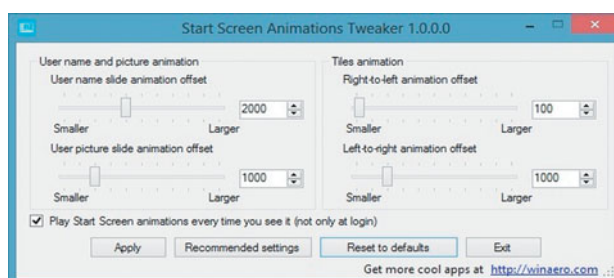 Start Screen Animations Tweaker 1.0.0.0
User name and picture animation
User name slide animation offset
2000
Smaller Larger
User picture slide animation offset
1000
Smaller Larger
Tiles animation
Right-to-left animation offset
100
Smaller Larger
Left-to-right animation offset
1000
Smaller Larger
Play Start Screen animations every time you see it (not only at login)
Apply Recommended settings Reset to defaults Exit
Get more cool apps at http://winaero.com